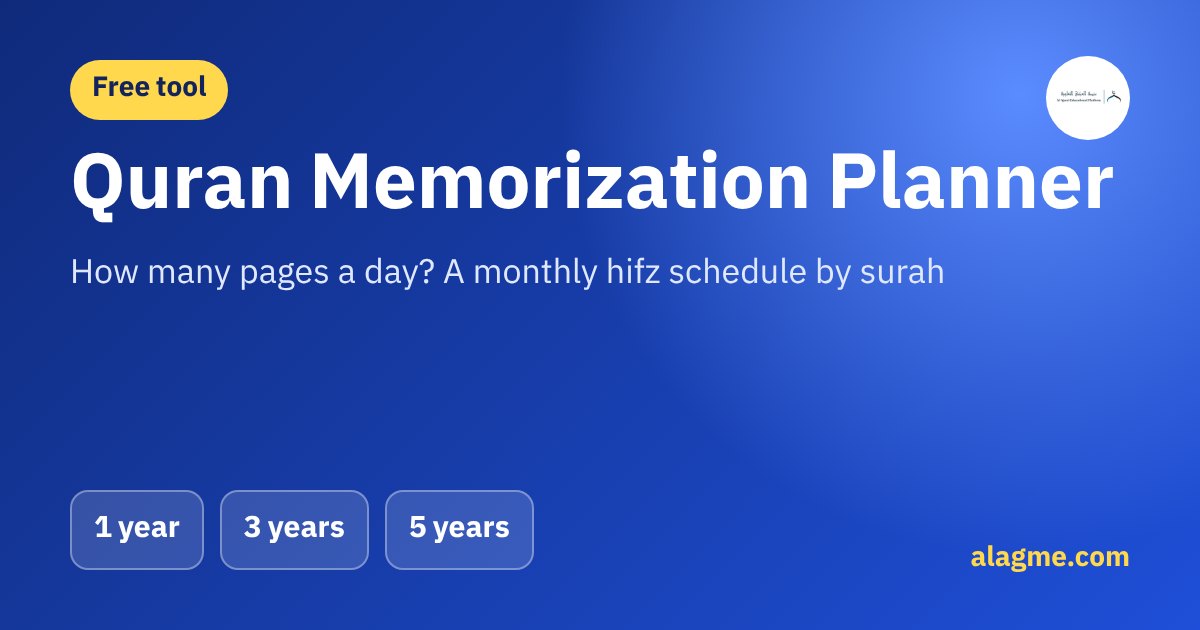 Free tool
Quran Memorization Planner
How many pages a day? A monthly hifz schedule by surah
1 year
3 years
5 years
alagme.com